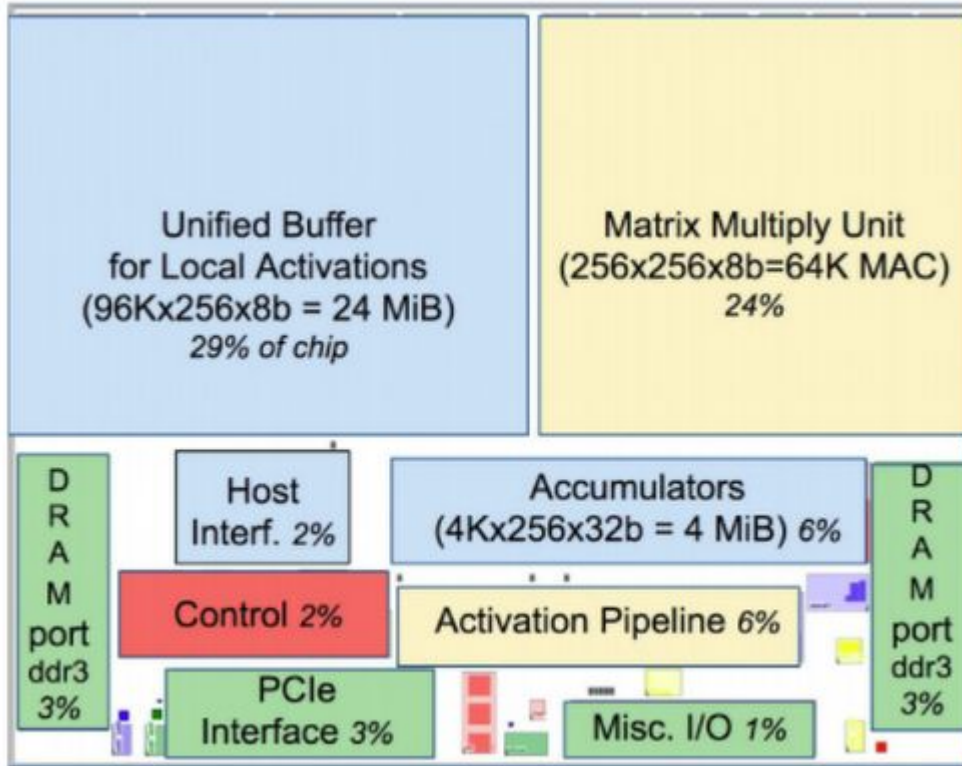 Unified Buffer
for Local Activations
(96Kx256x8b = 24 MiB)
29% of chip
Matrix Multiply Unit
(256x256x8b=64K MAC)
24%
D
R
A
M
port
ddr3
3%
Host
Interf. 2%
Accumulators
(4Kx256x32b = 4 MiB) 6%
D
R
A
M
port
ddr3
3%
Control 2%
Activation Pipeline 6%
PCIe
Interface 3%
Misc. I/O 1%